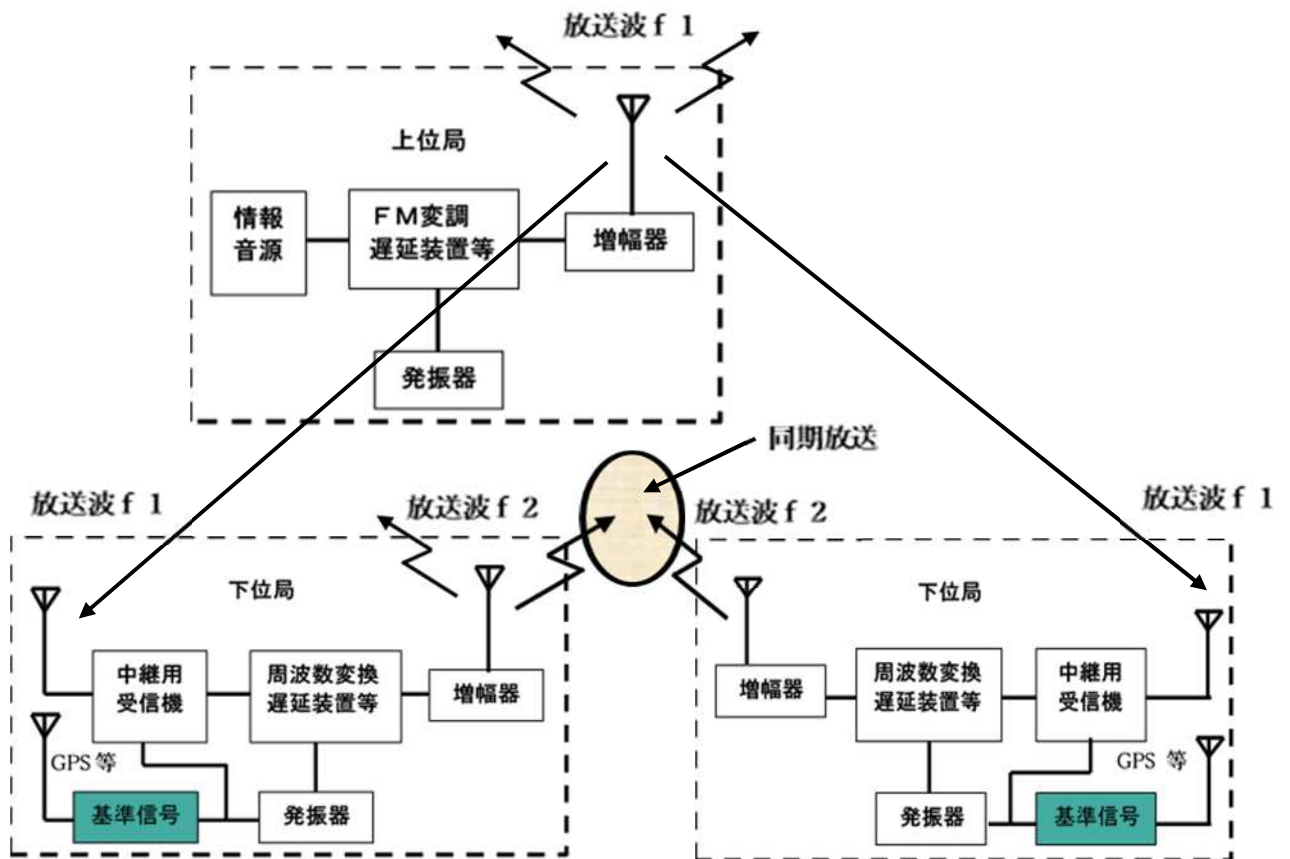 放送波ｆ１
上位局
情報
音源
ＦＭ変調
遅延装置等
増幅器
発振器
同期放送
放送波ｆ１
放送波ｆ２
放送波ｆ２
放送波ｆ１
下位局
中継用
受信機
周波数変換
遅延装置等
増幅器
GPS等
基準信号
発振器
下位局
増幅器
周波数変換
遅延装置等
中継用
受信機
GPS 等
発振器
基準信号